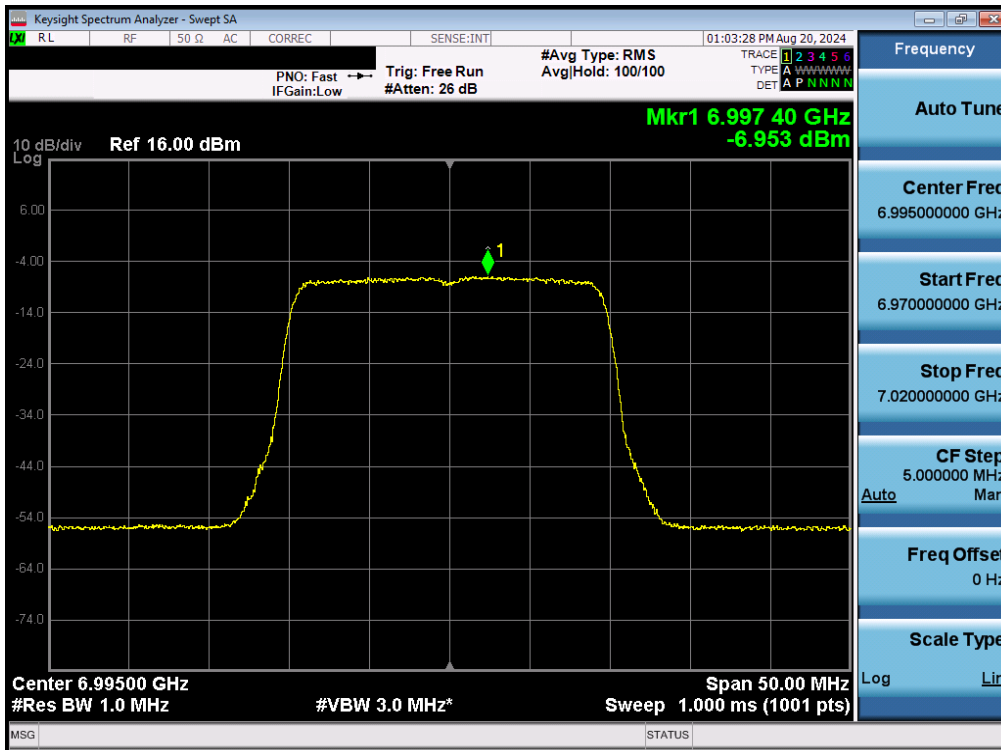 Keysight Spectrum Analyzer - Swept SA
LXI RL RF 50 Ω AC CORREC SENSE:INT 01:03:28 PM Aug 20, 2024
PNO: Fast
IFGain:Low
Trig: Free Run
#Atten: 26 dB
#Avg Type: RMS
Avg|Hold: 100/100
TRACE 1 2 3 4 5 6
TYPE A WWWWW
DET A P N N N N
Mkr1 6.997 40 GHz
-6.953 dBm
10 dB/div Ref 16.00 dBm
Log
6.00
1
-4.00
-14.0
-24.0
-34.0
-44.0
-54.0
-64.0
-74.0
Center 6.99500 GHz Span 50.00 MHz
#Res BW 1.0 MHz #VBW 3.0 MHz* Sweep 1.000 ms (1001 pts)
MSG STATUS
Frequency
Auto Tune
Center Freq
6.995000000 GHz
Start Freq
6.970000000 GHz
Stop Freq
7.020000000 GHz
CF Step
5.000000 MHz
Auto Man
Freq Offset
0 Hz
Scale Type
Log Lin